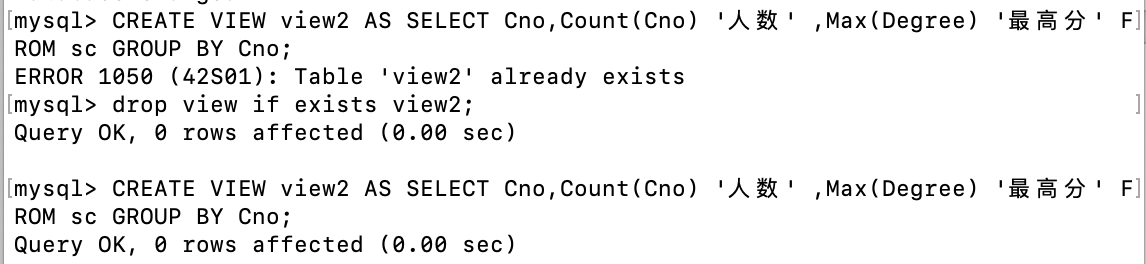 [mysql> CREATE VIEW view2 AS SELECT Cno,Count(Cno) '人数' ,Max(Degree) '最高分' F]
ROM sc GROUP BY Cno;
ERROR 1050 (42S01): Table 'view2' already exists
[mysql> drop view if exists view2; ]
Query OK, 0 rows affected (0.00 sec)
[mysql> CREATE VIEW view2 AS SELECT Cno,Count(Cno) '人数' ,Max(Degree) '最高分' F]
ROM sc GROUP BY Cno;
Query OK, 0 rows affected (0.00 sec)